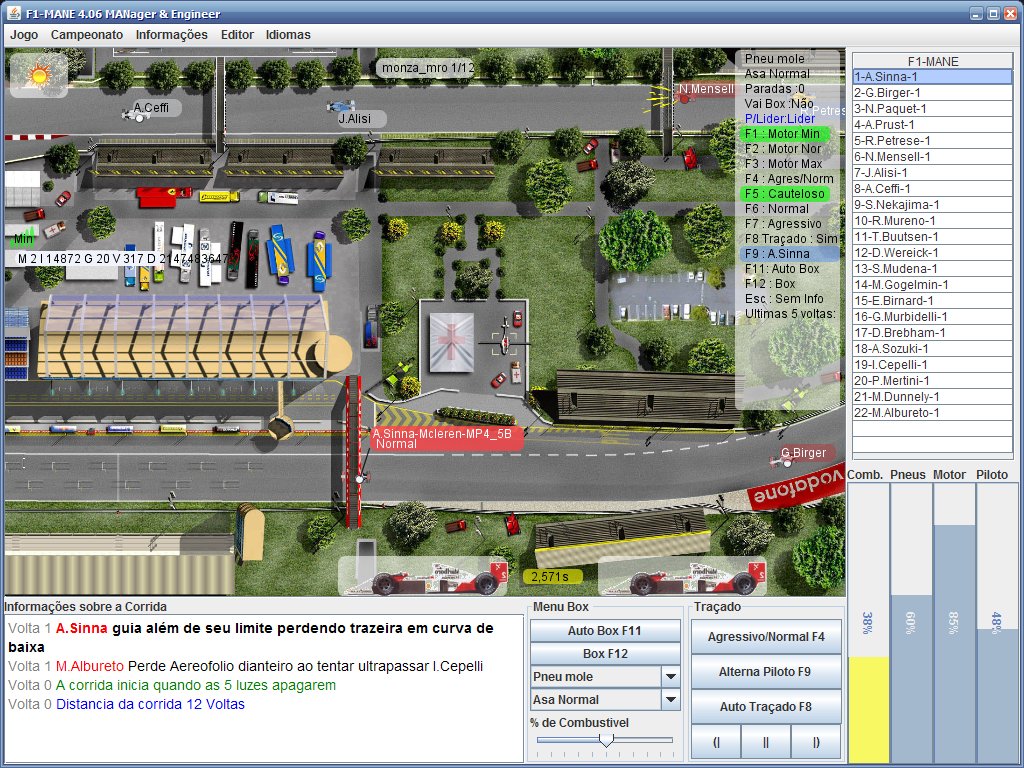 F1-MANE 4.06 MANager & Engineer
Jogo Campeonato Informações Editor Idiomas
monza_mro 1/12
A.Ceffi
J.Alisi
N.Mensell
R.Petres
Min
M 2 I 14872 G 20 V 317 D 2147483647
A.Sinna-Mcleren-MP4_5B
Normal
G.Birger
vodafone
2,571s
Pneu mole
Asa Normal
Paradas :0
Vai Box :Não
P/Lider:Lider
F1 : Motor Min
F2 : Motor Nor
F3 : Motor Max
F4 : Agres/Norm
F5 : Cauteloso
F6 : Normal
F7 : Agressivo
F8 Traçado : Sim
F9 : A.Sinna
F11: Auto Box
F12 : Box
Esc : Sem Info
Ultimas 5 voltas:
F1-MANE
1-A.Sinna-1
2-G.Birger-1
3-N.Paquet-1
4-A.Prust-1
5-R.Petrese-1
6-N.Mensell-1
7-J.Alisi-1
8-A.Ceffi-1
9-S.Nekajima-1
10-R.Mureno-1
11-T.Buutsen-1
12-D.Wereick-1
13-S.Mudena-1
14-M.Gogelmin-1
15-E.Birnard-1
16-G.Murbidelli-1
17-D.Brebham-1
18-A.Sozuki-1
19-I.Cepelli-1
20-P.Mertini-1
21-M.Dunnely-1
22-M.Albureto-1
Comb. Pneus Motor Piloto
38% 60% 85% 48%
Informações sobre a Corrida
Volta 1 A.Sinna guia além de seu limite perdendo trazeira em curva de
baixa
Volta 1 M.Albureto Perde Aereofolio dianteiro ao tentar ultrapassar I.Cepelli
Volta 0 A corrida inicia quando as 5 luzes apagarem
Volta 0 Distancia da corrida 12 Voltas
Menu Box
Auto Box F11
Box F12
Pneu mole
Asa Normal
% de Combustivel
Traçado
Agressivo/Normal F4
Alterna Piloto F9
Auto Traçado F8
(| || |)